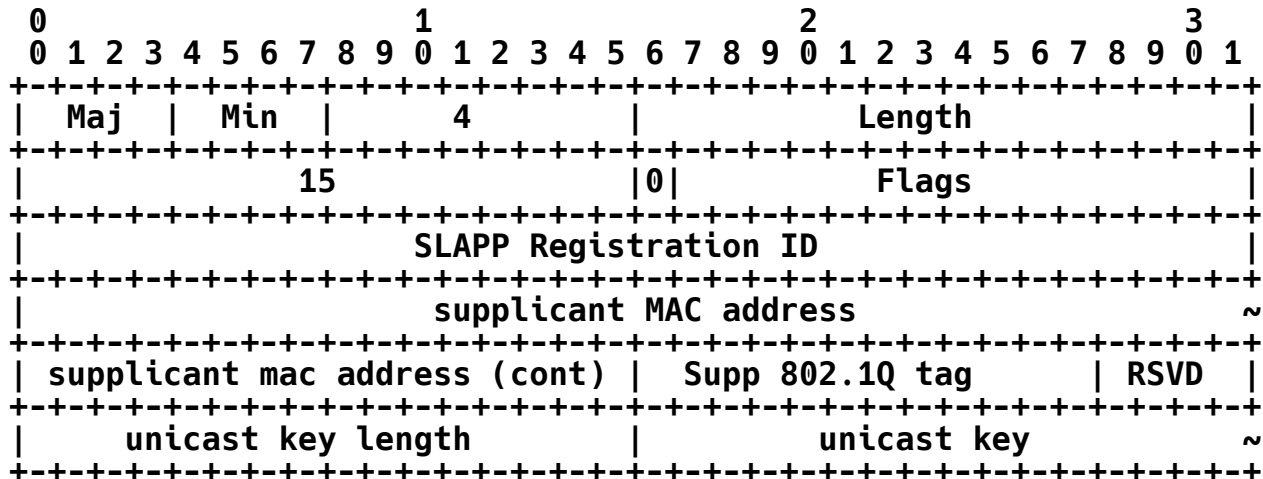 0                   1                   2                   3
 0 1 2 3 4 5 6 7 8 9 0 1 2 3 4 5 6 7 8 9 0 1 2 3 4 5 6 7 8 9 0 1
+-+-+-+-+-+-+-+-+-+-+-+-+-+-+-+-+-+-+-+-+-+-+-+-+-+-+-+-+-+-+-+-+
|  Maj  |  Min  |      4        |           Length              |
+-+-+-+-+-+-+-+-+-+-+-+-+-+-+-+-+-+-+-+-+-+-+-+-+-+-+-+-+-+-+-+-+
|              15               |0|          Flags              |
+-+-+-+-+-+-+-+-+-+-+-+-+-+-+-+-+-+-+-+-+-+-+-+-+-+-+-+-+-+-+-+-+
|                    SLAPP Registration ID                      |
+-+-+-+-+-+-+-+-+-+-+-+-+-+-+-+-+-+-+-+-+-+-+-+-+-+-+-+-+-+-+-+-+
|                     supplicant MAC address                    ~
+-+-+-+-+-+-+-+-+-+-+-+-+-+-+-+-+-+-+-+-+-+-+-+-+-+-+-+-+-+-+-+-+
| supplicant mac address (cont) |  Supp 802.1Q tag      | RSVD  |
+-+-+-+-+-+-+-+-+-+-+-+-+-+-+-+-+-+-+-+-+-+-+-+-+-+-+-+-+-+-+-+-+
|     unicast key length        |         unicast key           ~
+-+-+-+-+-+-+-+-+-+-+-+-+-+-+-+-+-+-+-+-+-+-+-+-+-+-+-+-+-+-+-+-+